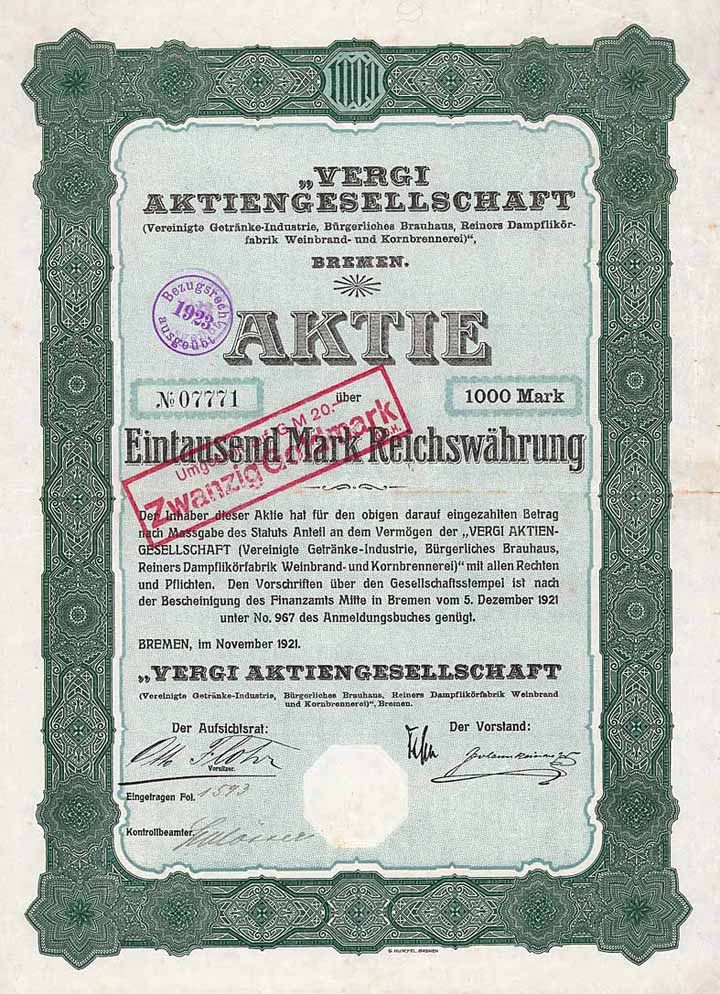 1000
„VERGI
AKTIENGESELLSCHAFT
(Vereinigte Getränke-Industrie, Bürgerliches Brauhaus, Reiners Dampflikör-
fabrik Weinbrand- und Kornbrennerei)“,
BREMEN.
Bezugsrecht
1923
ausgeübt
AKTIE
№ 07771
über
1000 Mark
Eintausend Mark Reichswährung
G M 20.-
Zwanzig Goldmark
Der Inhaber dieser Aktie hat für den obigen darauf eingezahlten Betrag
nach Massgabe des Statuts Anteil an dem Vermögen der „VERGI AKTIEN-
GESELLSCHAFT (Vereinigte Getränke-Industrie, Bürgerliches Brauhaus,
Reiners Dampflikörfabrik Weinbrand- und Kornbrennerei)“ mit allen Rechten
und Pflichten. Den Vorschriften über den Gesellschaftsstempel ist nach
der Bescheinigung des Finanzamts Mitte in Bremen vom 5. Dezember 1921
unter No. 967 des Anmeldungsbuches genügt.
BREMEN, im November 1921.
„VERGI AKTIENGESELLSCHAFT
(Vereinigte Getränke-Industrie, Bürgerliches Brauhaus, Reiners Dampflikörfabrik Weinbrand
und Kornbrennerei)“, Bremen.
Der Aufsichtsrat:
Der Vorstand:
Otto Flohr
Vorsitzer.
Eingetragen Fol. 1593
Kontrollbeamter.